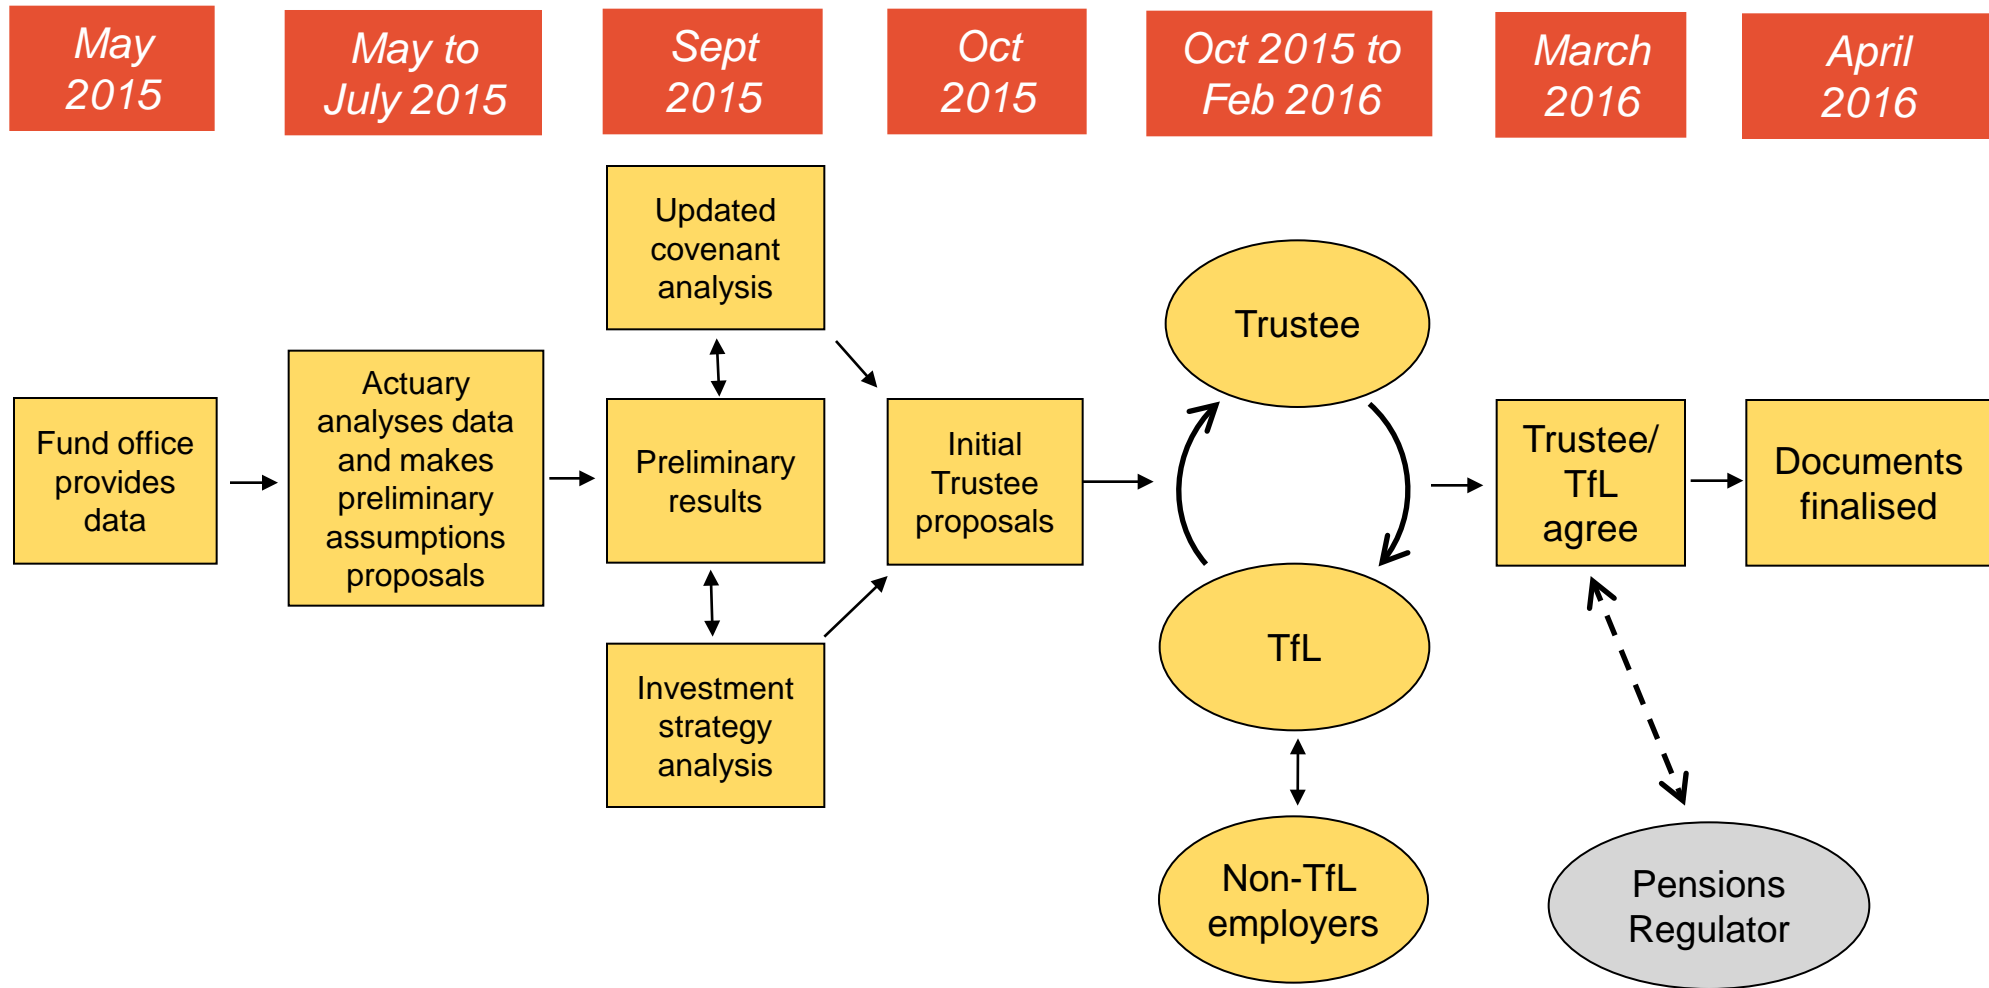 May
2015
May to
July 2015
Sept
2015
Oct
2015
Oct 2015 to
Feb 2016
March
2016
April
2016
Fund office
provides
data
Actuary
analyses data
and makes
preliminary
assumptions
proposals
Updated
covenant
analysis
Preliminary
results
Investment
strategy
analysis
Initial
Trustee
proposals
Trustee
TfL
Non-TfL
employers
Trustee/
TfL
agree
Pensions
Regulator
Documents
finalised